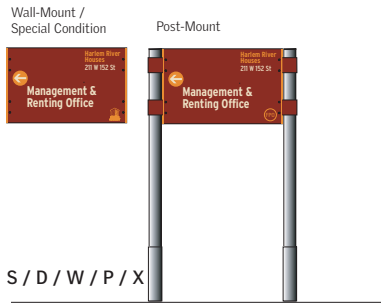 Wall-Mount /
Special Condition
Post-Mount
Harlem River
Houses
211 W 152 St
Management &
Renting Office
Harlem River
Houses
211 W 152 St
Management &
Renting Office
S / D / W / P / X